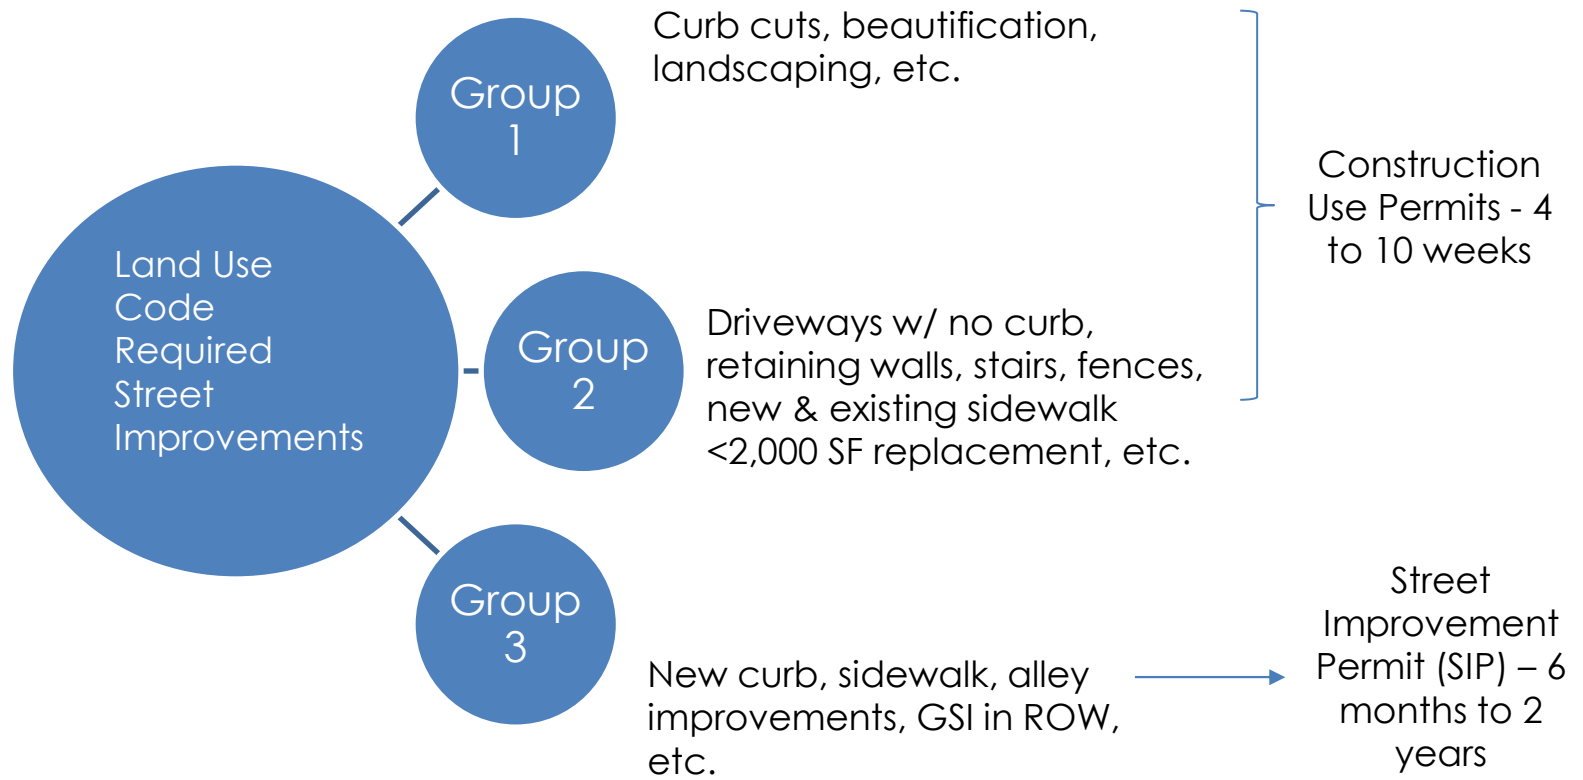 Land Use
Code
Required
Street
Improvements
Group
1
Curb cuts, beautification,
landscaping, etc.
Group
2
Driveways w/ no curb,
retaining walls, stairs, fences,
new & existing sidewalk
<2,000 SF replacement, etc.
Construction
Use Permits - 4
to 10 weeks
Group
3
New curb, sidewalk, alley
improvements, GSI in ROW,
etc.
Street
Improvement
Permit (SIP) – 6
months to 2
years